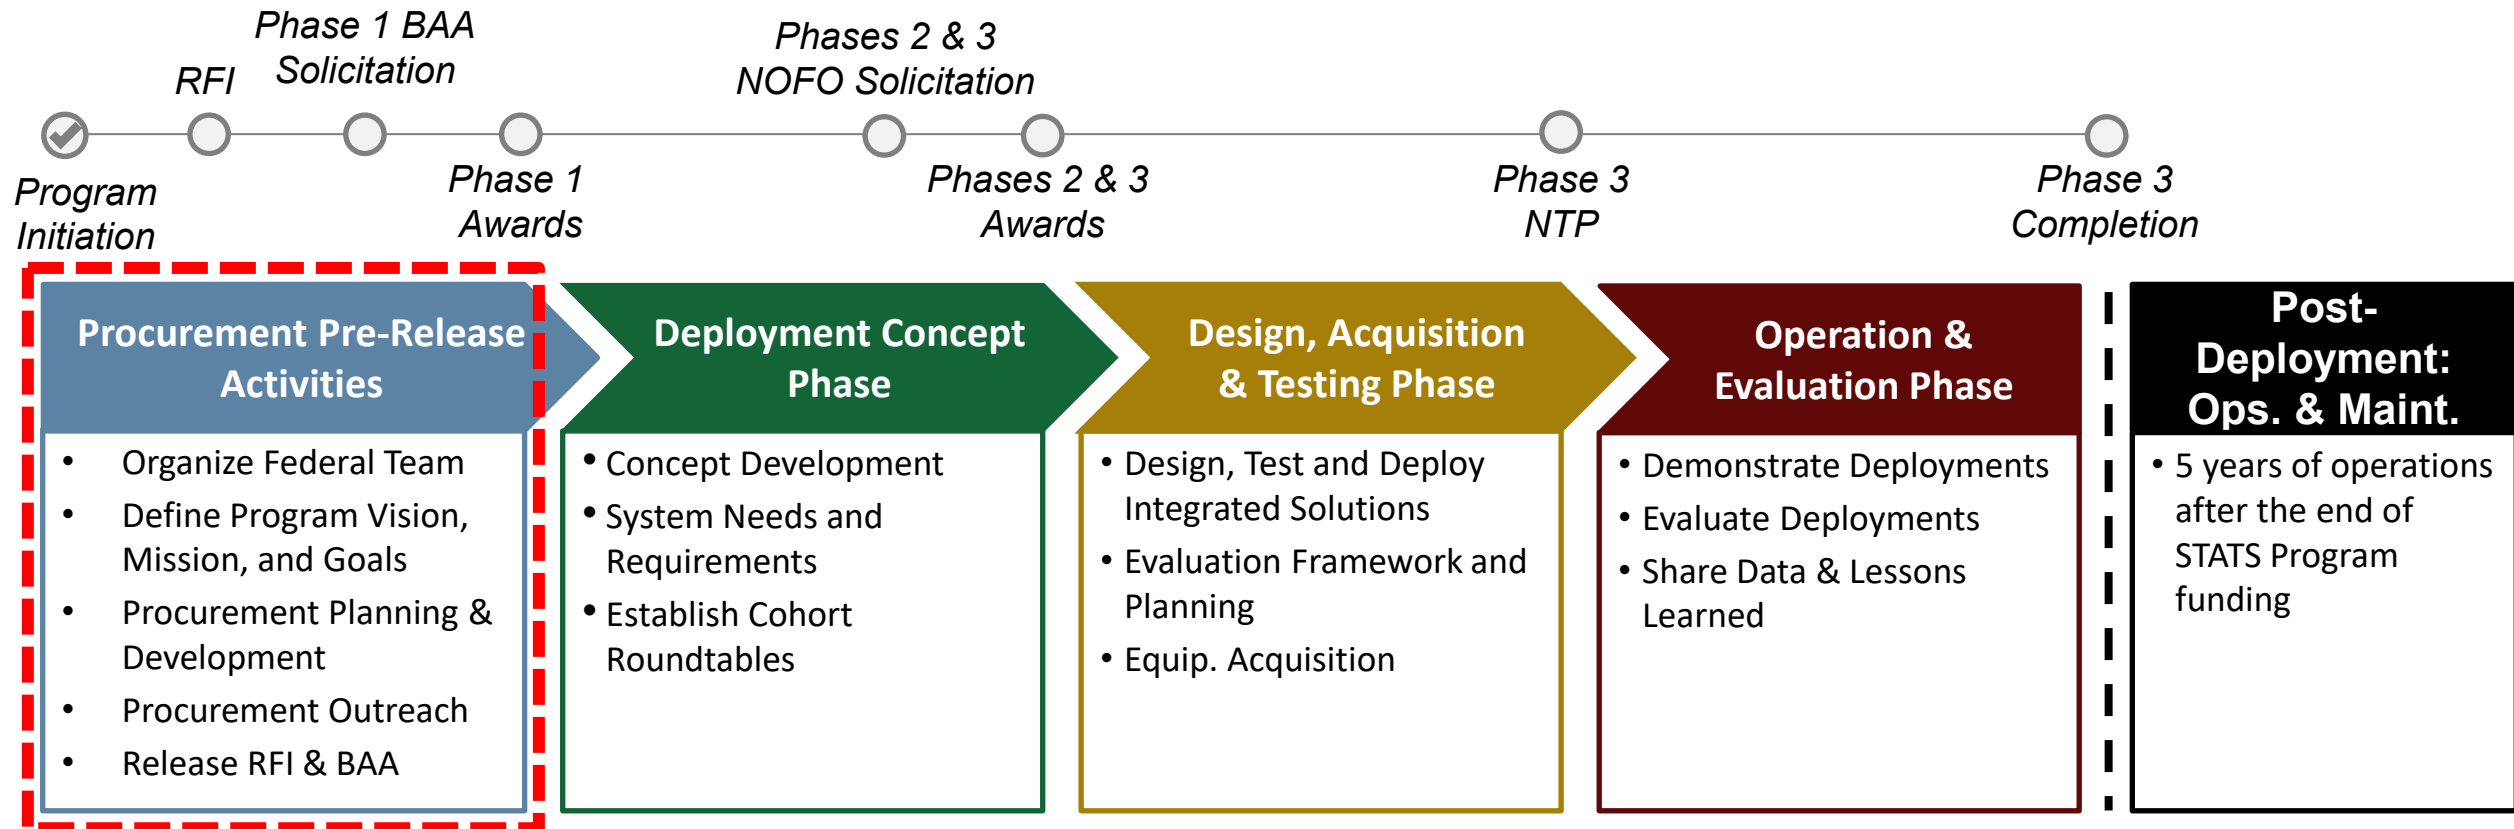 Phase 1 BAA
Solicitation
RFI
Phases 2 & 3
NOFO Solicitation
Program
Initiation
Phase 1
Awards
Phases 2 & 3
Awards
Phase 3
NTP
Phase 3
Completion
Procurement Pre-Release
Activities
• Organize Federal Team
• Define Program Vision,
Mission, and Goals
• Procurement Planning &
Development
• Procurement Outreach
• Release RFI & BAA
Deployment Concept
Phase
• Concept Development
• System Needs and
Requirements
• Establish Cohort
Roundtables
Design, Acquisition
& Testing Phase
• Design, Test and Deploy
Integrated Solutions
• Evaluation Framework and
Planning
• Equip. Acquisition
Operation &
Evaluation Phase
• Demonstrate Deployments
• Evaluate Deployments
• Share Data & Lessons
Learned
Post-
Deployment:
Ops. & Maint.
• 5 years of operations
after the end of
STATS Program
funding